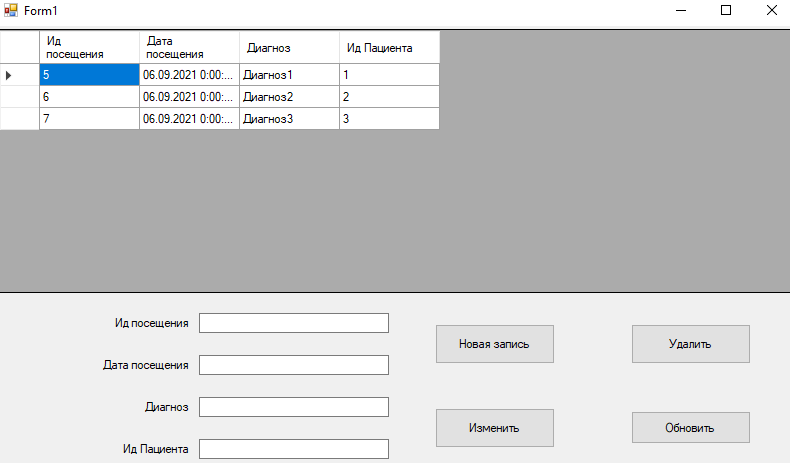 Form1
Ид посещения Дата посещения Диагноз Ид Пациента
5 06.09.2021 0:00:... Диагноз1 1
6 06.09.2021 0:00:... Диагноз2 2
7 06.09.2021 0:00:... Диагноз3 3
Ид посещения
Новая запись Удалить
Дата посещения
Диагноз
Изменить Обновить
Ид Пациента